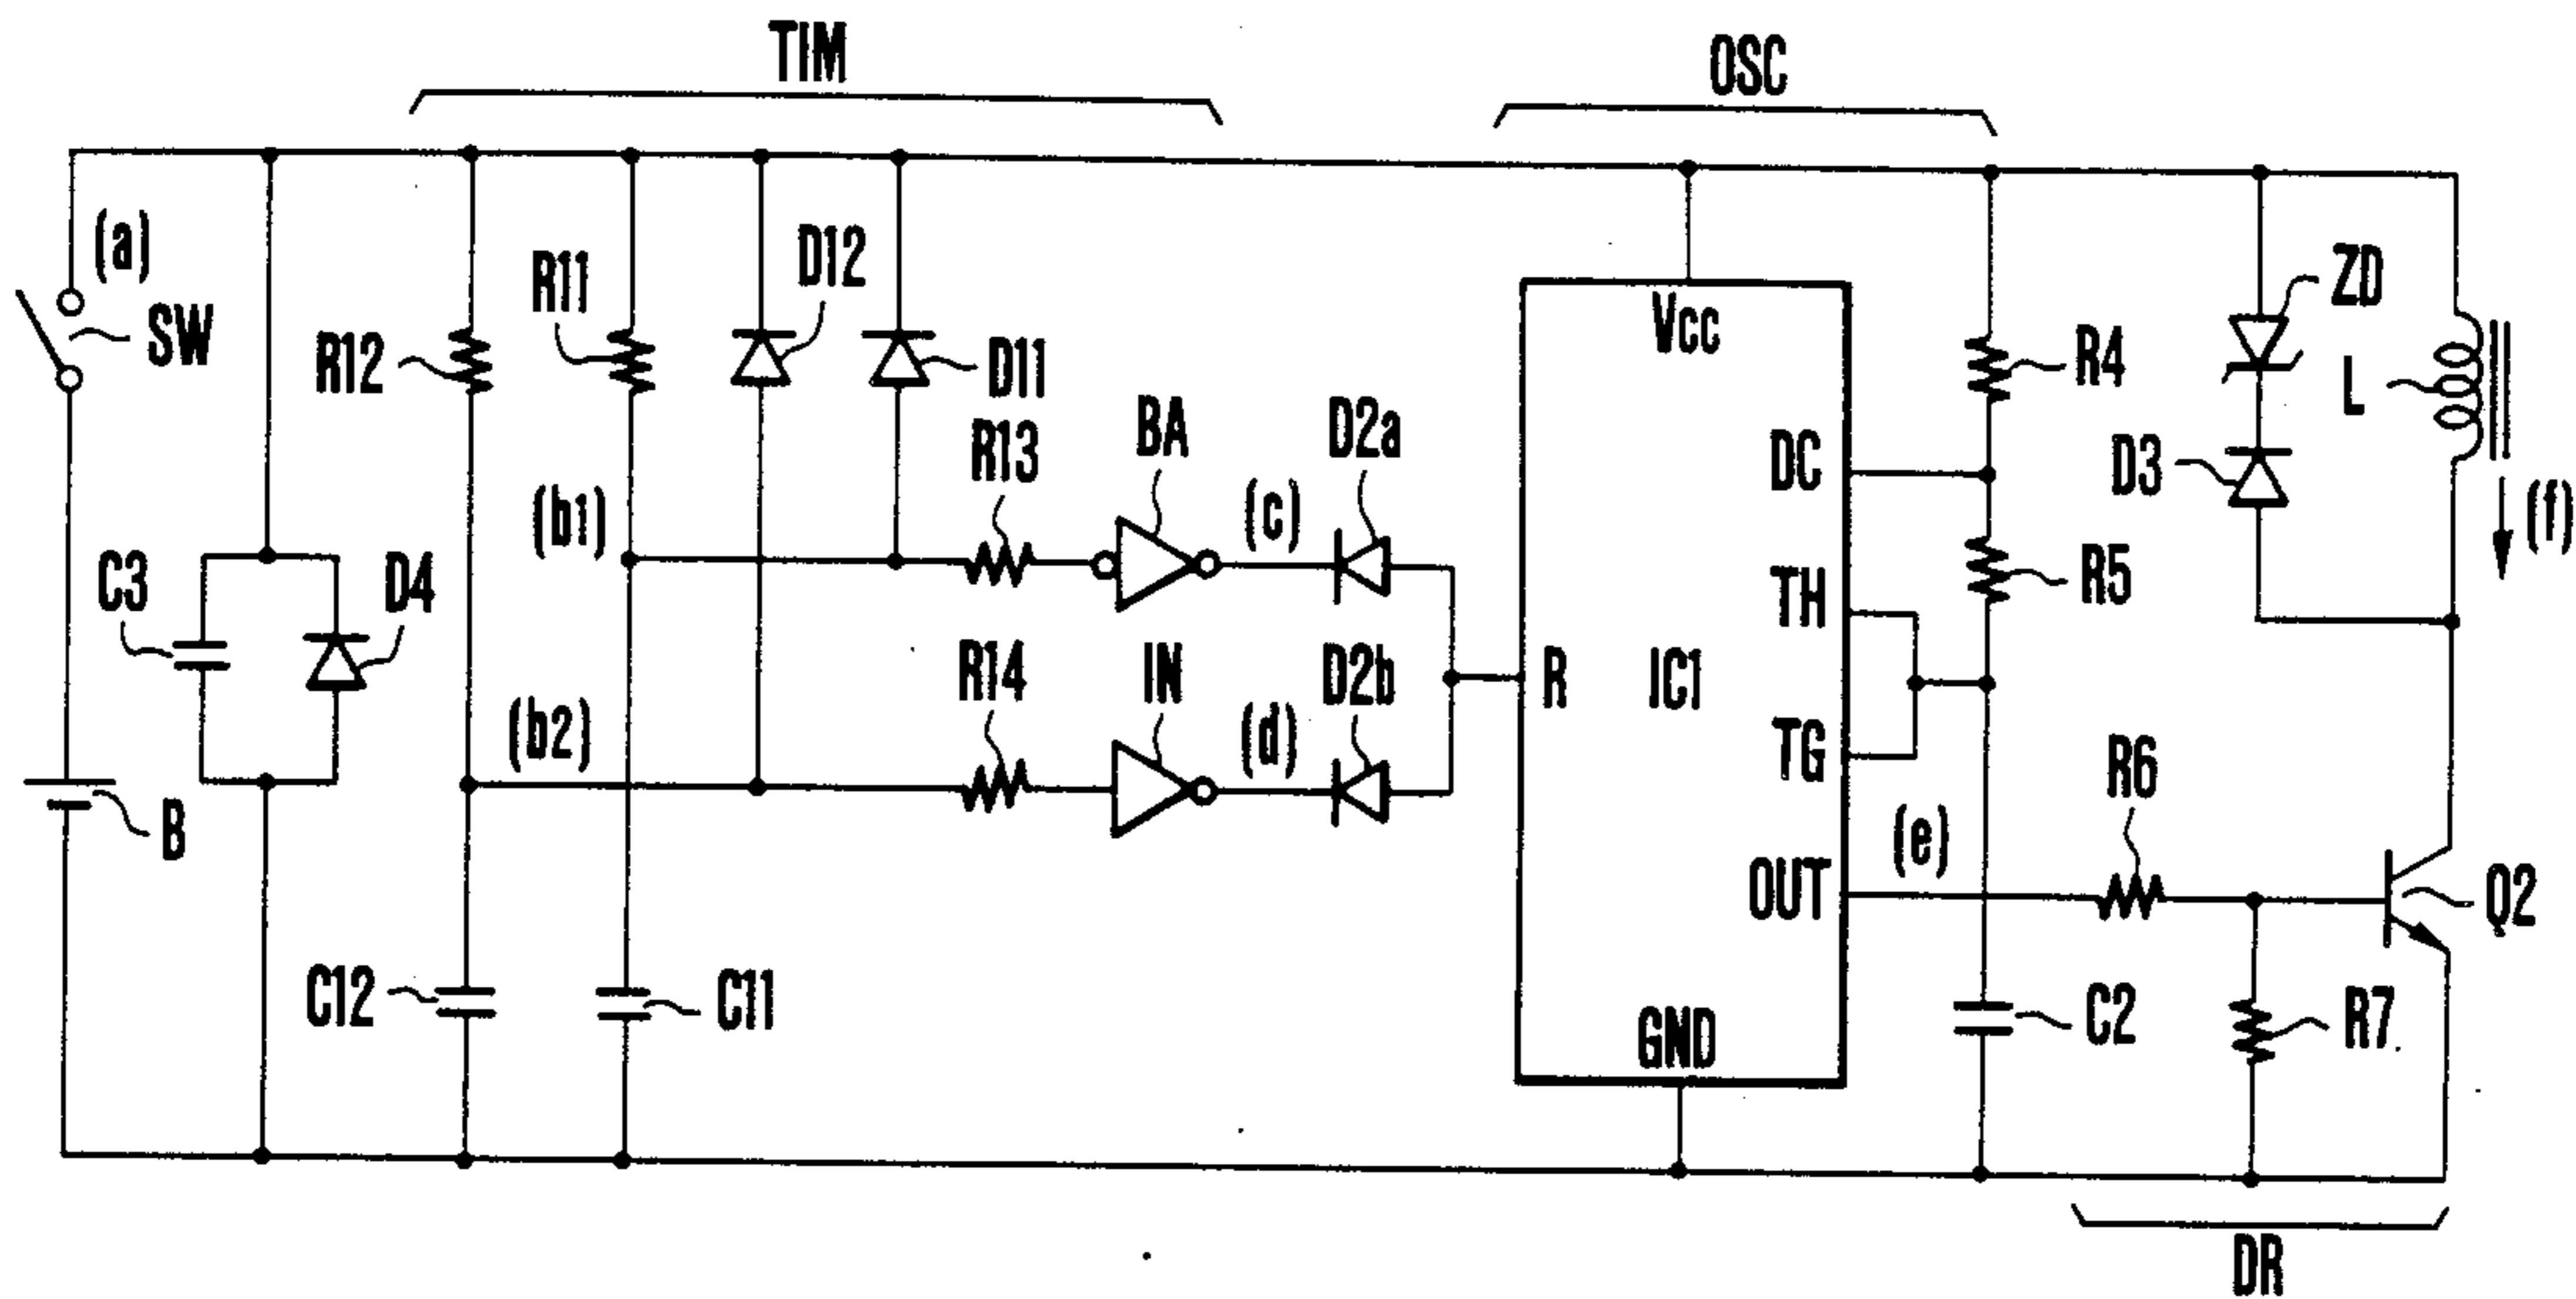 TIM
OSC
(a)
SW
R12
R11
D12
D11
R13
BA
(c)
D2a
Vcc
R4
ZD
L
DC
D3
(f)
(b1)
C3
D4
TH
R5
R14
IN
(d)
D2b
R
IC1
(b2)
TG
B
(e)
R6
OUT
Q2
C12
C11
GND
C2
R7
DR